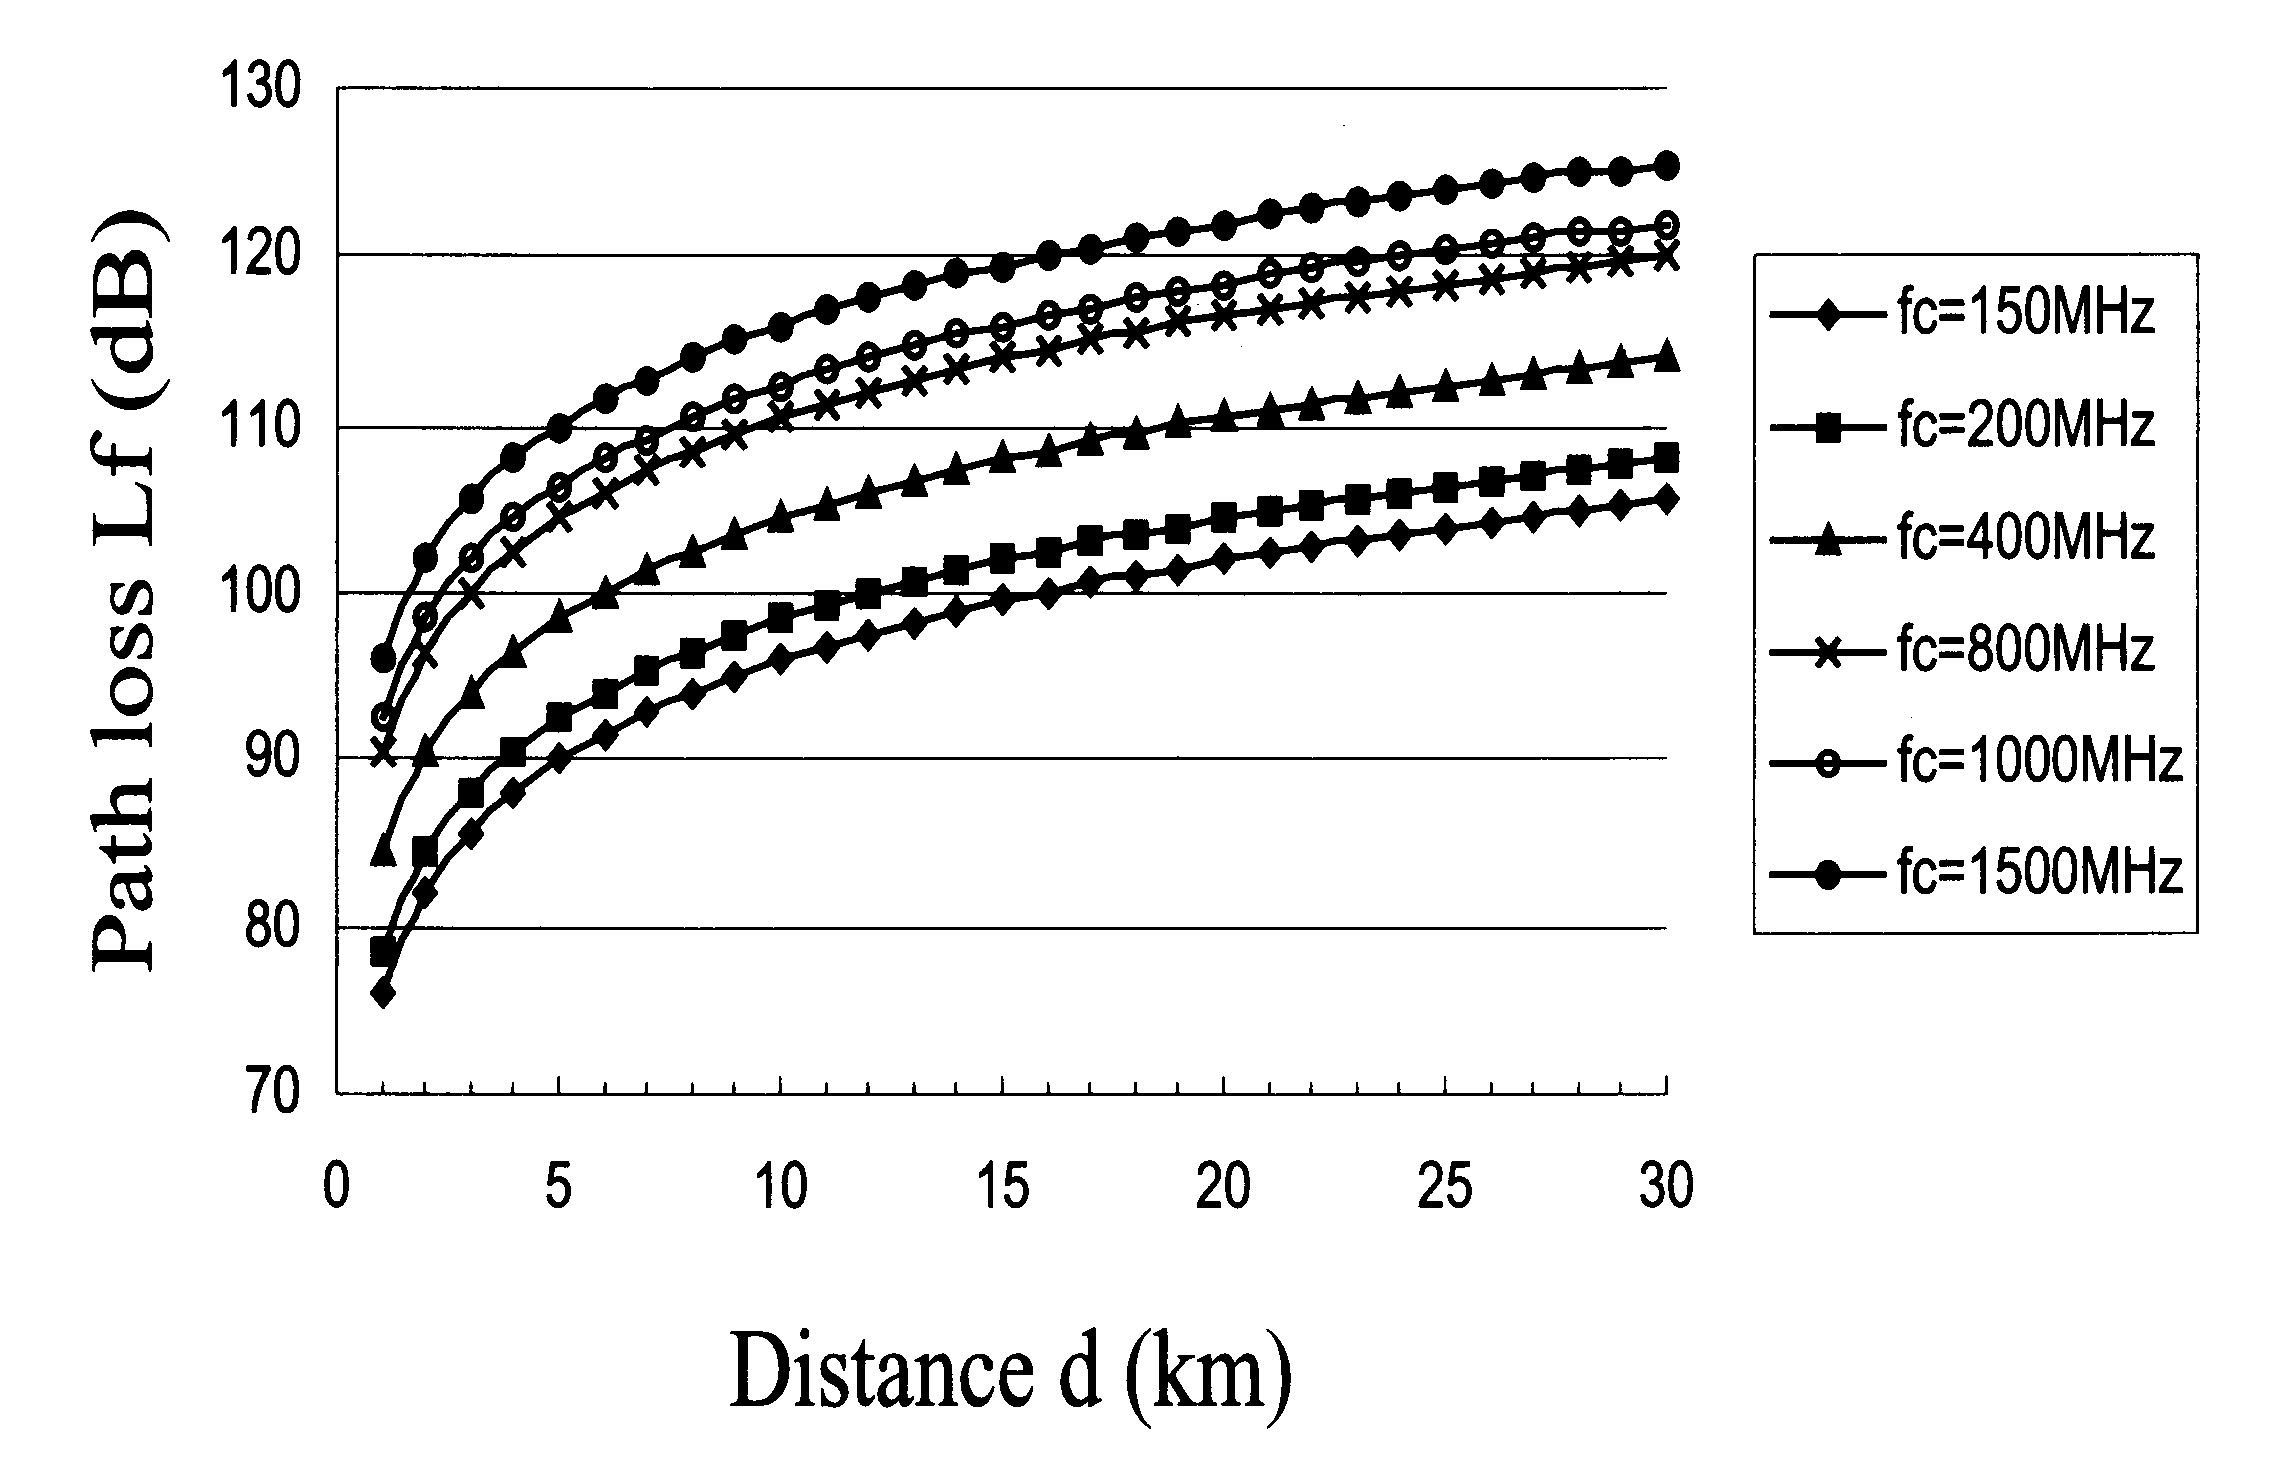 130
120
110
100
90
80
70
0 5 10 15 20 25 30
Path loss Lf (dB)
Distance d (km)
fc=150MHz
fc=200MHz
fc=400MHz
fc=800MHz
fc=1000MHz
fc=1500MHz